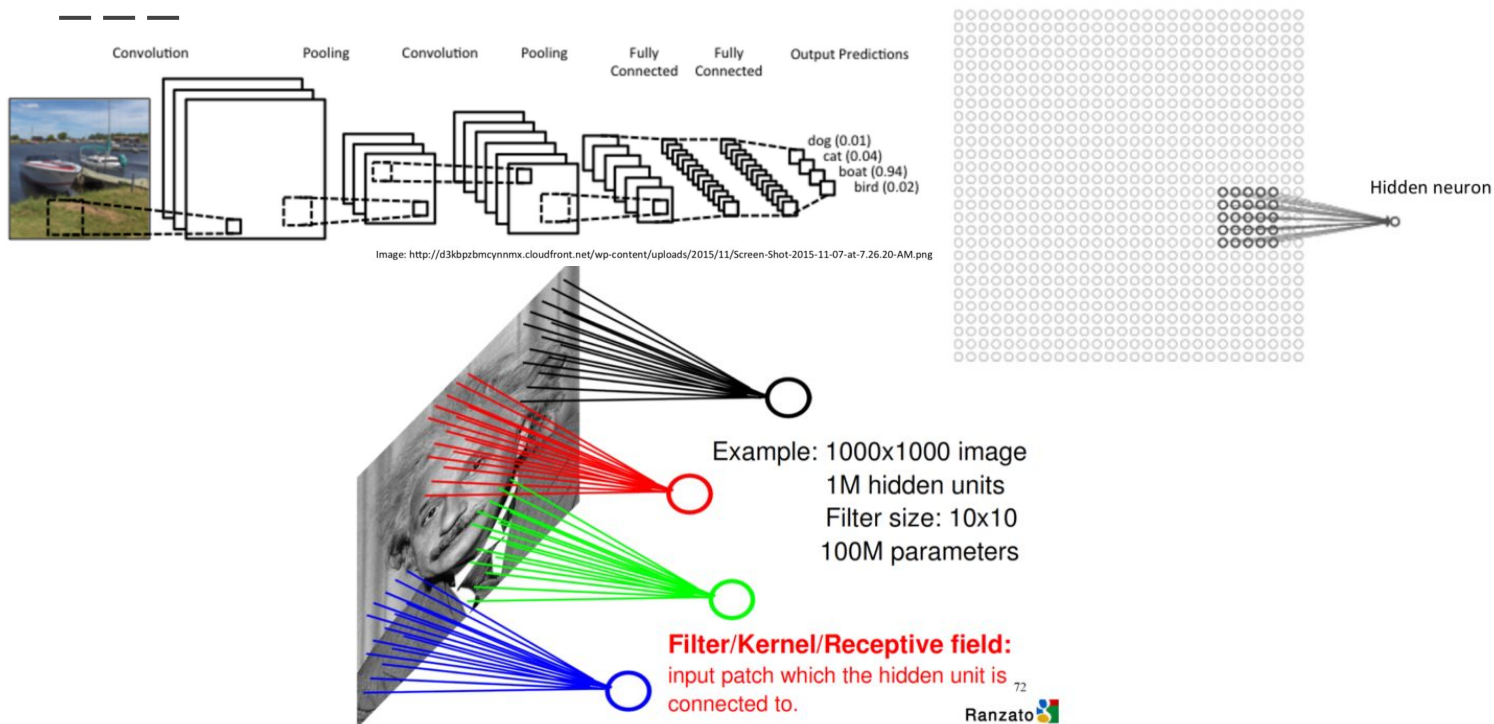 Convolution Pooling Convolution Pooling Fully Connected Fully Connected Output Predictions
dog (0.01)
cat (0.04)
boat (0.94)
bird (0.02)
Image: http://d3kbpzbmcynnmx.cloudfront.net/wp-content/uploads/2015/11/Screen-Shot-2015-11-07-at-7.26.20-AM.png
Hidden neuron
Example: 1000x1000 image
1M hidden units
Filter size: 10x10
100M parameters
Filter/Kernel/Receptive field:
input patch which the hidden unit is
connected to.
72
Ranzato